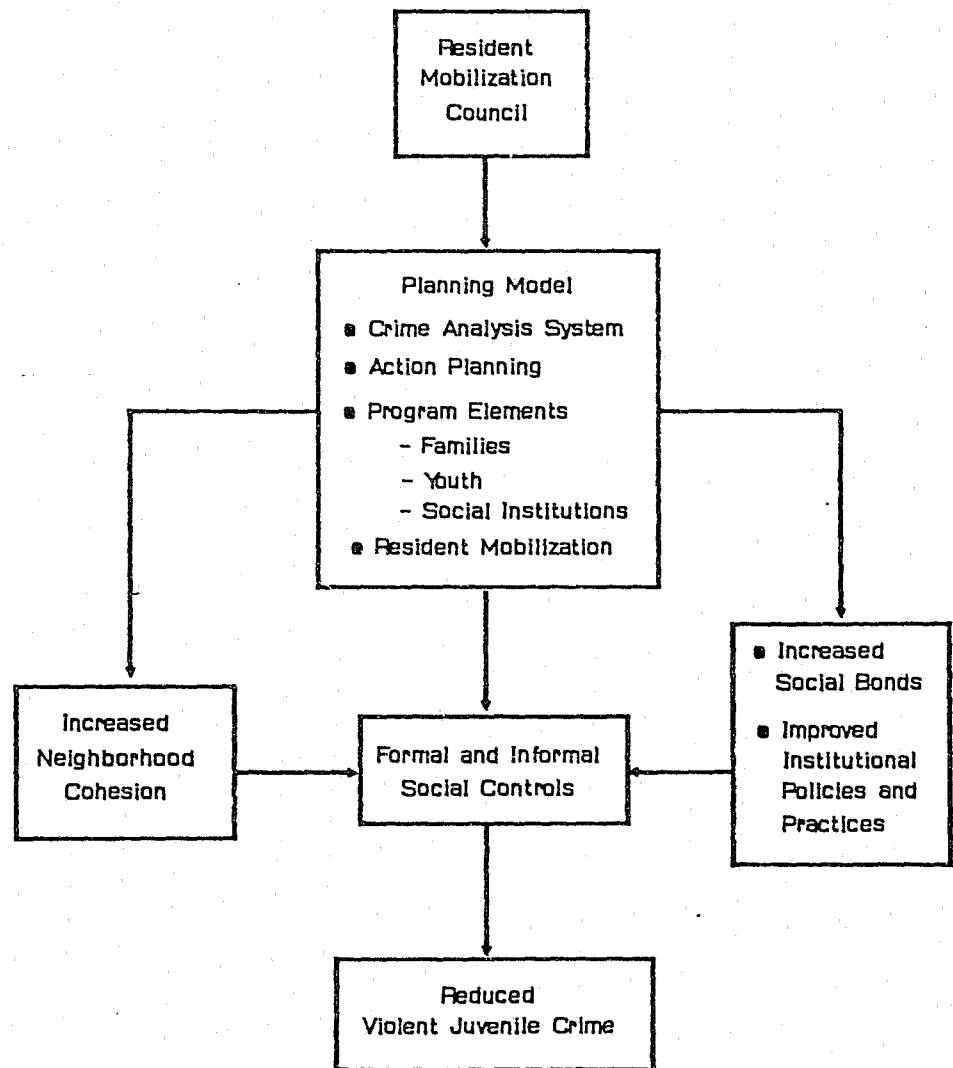 Resident
Mobilization
Council
Planning Model
▪ Crime Analysis System
▪ Action Planning
▪ Program Elements
– Families
– Youth
– Social Institutions
▪ Resident Mobilization
Increased
Neighborhood
Cohesion
Formal and Informal
Social Controls
▪ Increased
Social Bonds
▪ Improved
Institutional
Policies and
Practices
Reduced
Violent Juvenile Crime